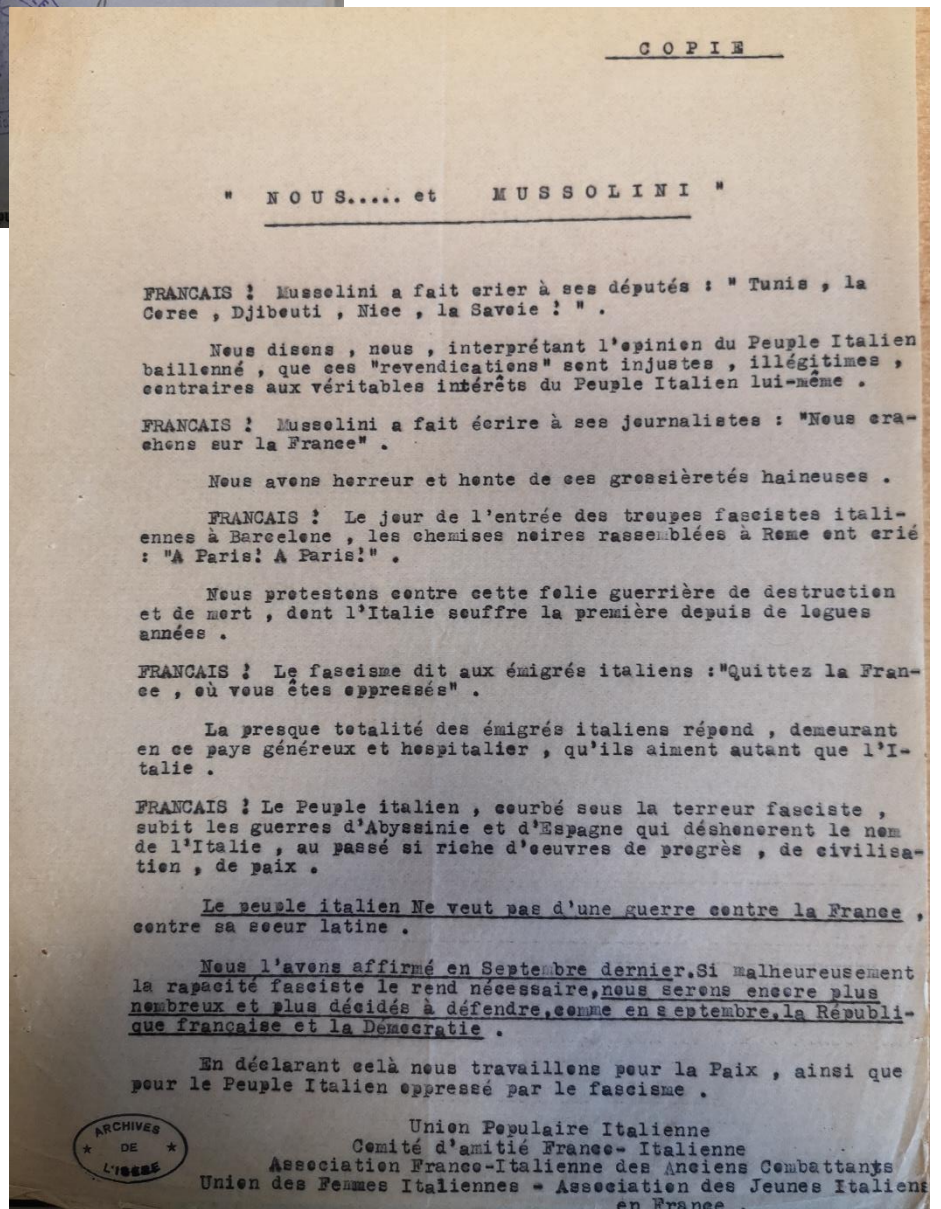 COPIE
" NOUS..... et MUSSOLINI "
FRANCAIS ! Mussolini a fait crier à ses députés : " Tunis , la
Corse , Djibouti , Nice , la Savoie ! " .
Nous disons , nous , interprétant l'opinion du Peuple Italien
baillonné , que ces "revendications" sont injustes , illégitimes ,
contraires aux véritables intérêts du Peuple Italien lui-même .
FRANCAIS ! Mussolini a fait écrire à ses journalistes : "Nous cra-
chons sur la France" .
Nous avons horreur et honte de ces grossièretés haineuses .
FRANCAIS ! Le jour de l'entrée des troupes fascistes itali-
ennes à Barcelone , les chemises noires rassemblées à Rome ont crié
: "A Paris! A Paris!" .
Nous protestons contre cette folie guerrière de destruction
et de mort , dont l'Italie souffre la première depuis de logues
années .
FRANCAIS ! Le fascisme dit aux émigrés italiens :"Quittez la Fran-
ce , où vous êtes oppressés" .
La presque totalité des émigrés italiens répond , demeurant
en ce pays généreux et hospitalier , qu'ils aiment autant que l'I-
talie .
FRANCAIS ! Le Peuple italien , courbé sous la terreur fasciste ,
subit les guerres d'Abyssinie et d'Espagne qui déshonorent le nom
de l'Italie , au passé si riche d'oeuvres de progrès , de civilisa-
tion , de paix .
Le peuple italien Ne veut pas d'une guerre contre la France ,
contre sa soeur latine .
Nous l'avons affirmé en Septembre dernier.Si malheureusement
la rapacité fasciste le rend nécessaire,nous serons encore plus
nombreux et plus décidés à défendre,comme en septembre,la Républi-
que française et la Démocratie .
En déclarant celà nous travaillons pour la Paix , ainsi que
pour le Peuple Italien oppressé par le fascisme .
Union Populaire Italienne
Comité d'amitié Franco- Italienne
Association Franco-Italienne des Anciens Combattants
Union des Femmes Italiennes - Association des Jeunes Italiens
en France .
ARCHIVES
DE
L'ISERE